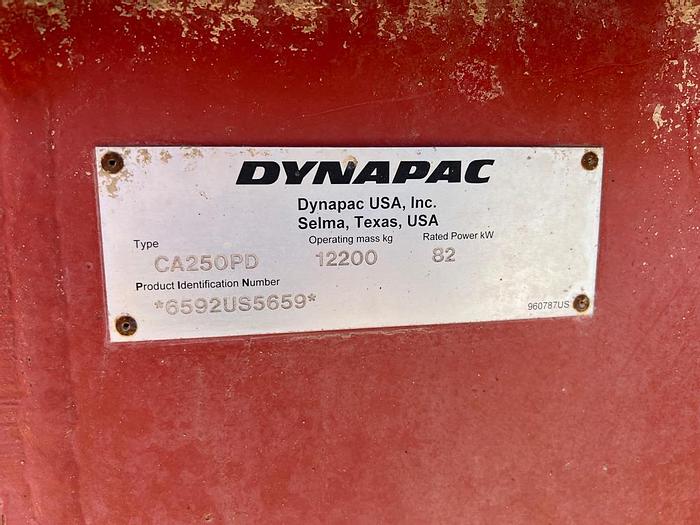 DYNAPAC
Dynapac USA, Inc.
Selma, Texas, USA
Type Operating mass kg Rated Power kW
CA250PD 12200 82
Product Identification Number
*6592US5659*
960787US